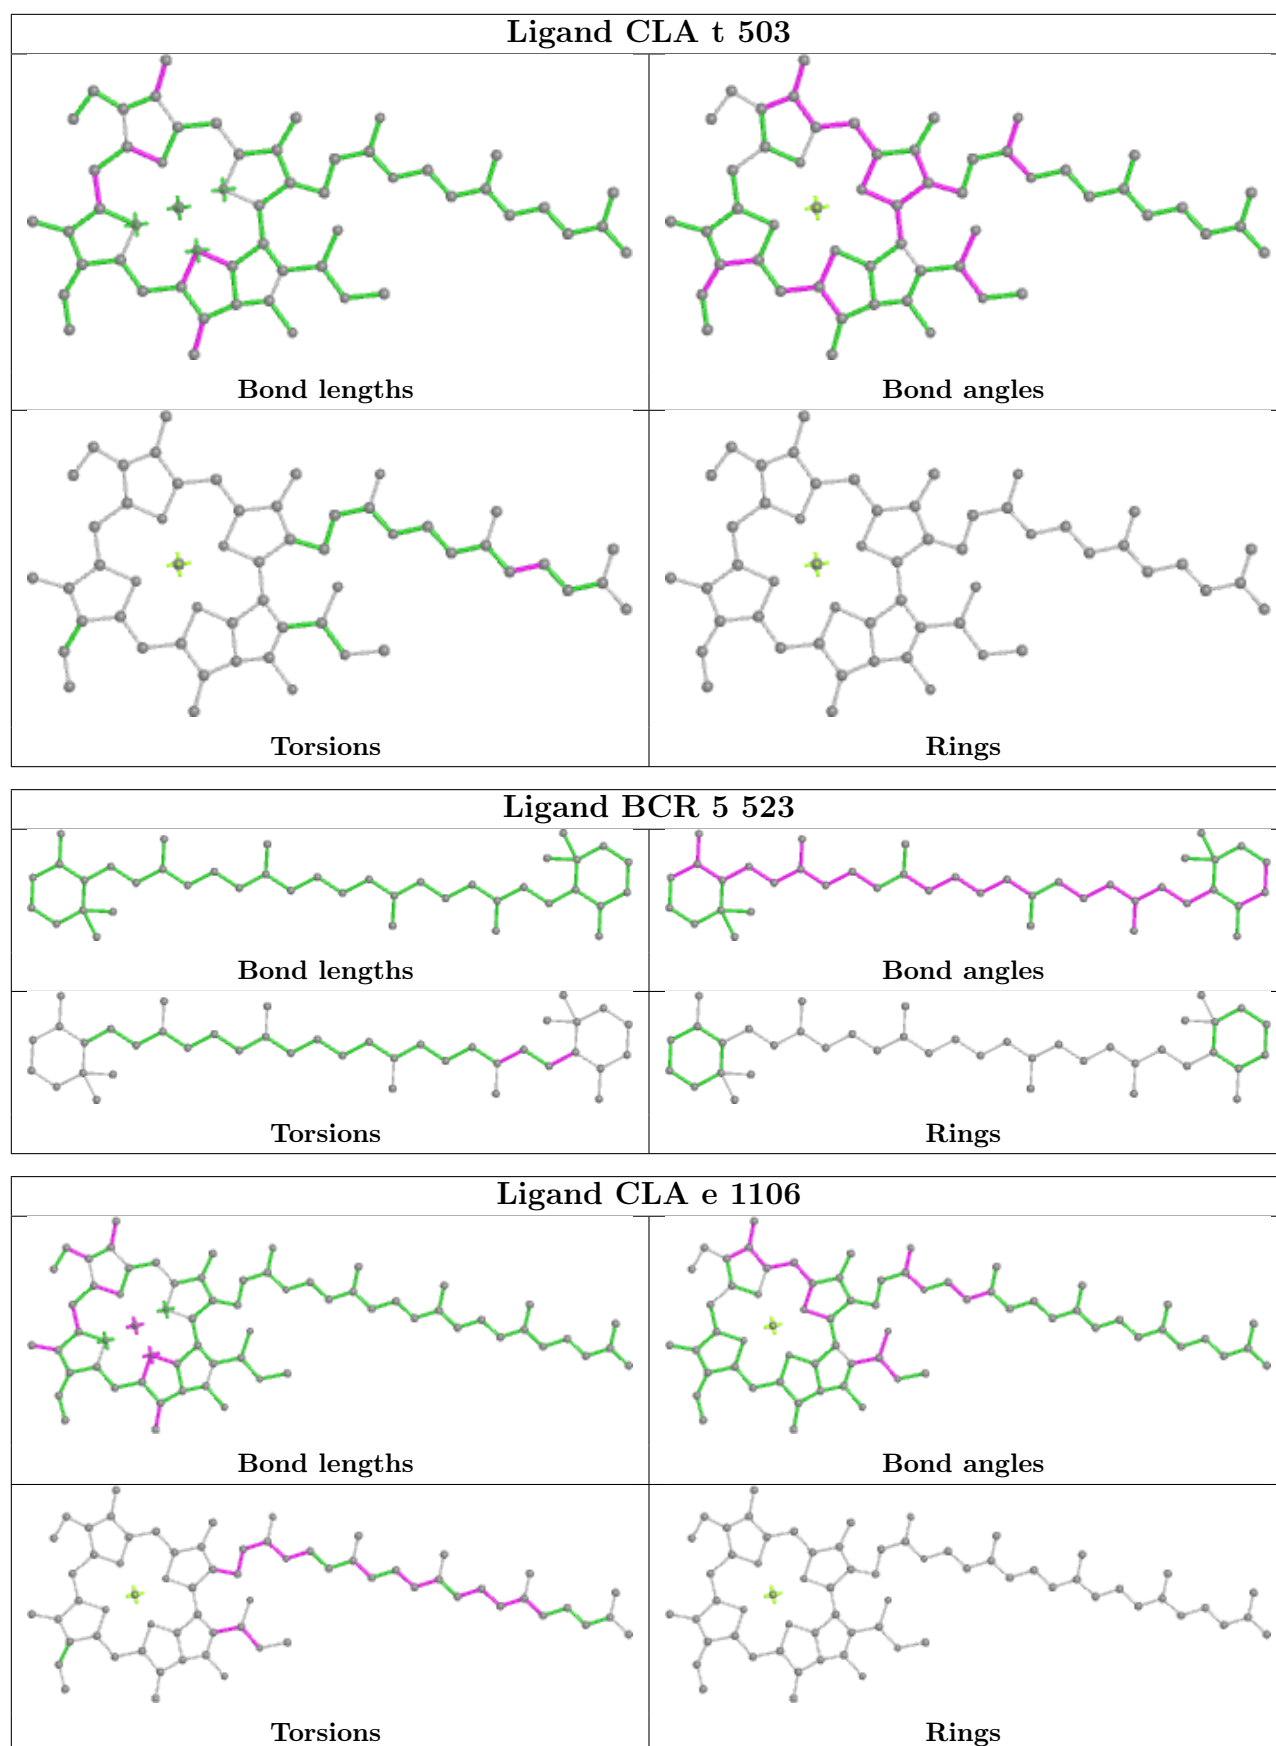 Ligand CLA t 503
Bond lengths
Bond angles
Torsions
Rings
Ligand BCR 5 523
Bond lengths
Bond angles
Torsions
Rings
Ligand CLA e 1106
Bond lengths
Bond angles
Torsions
Rings